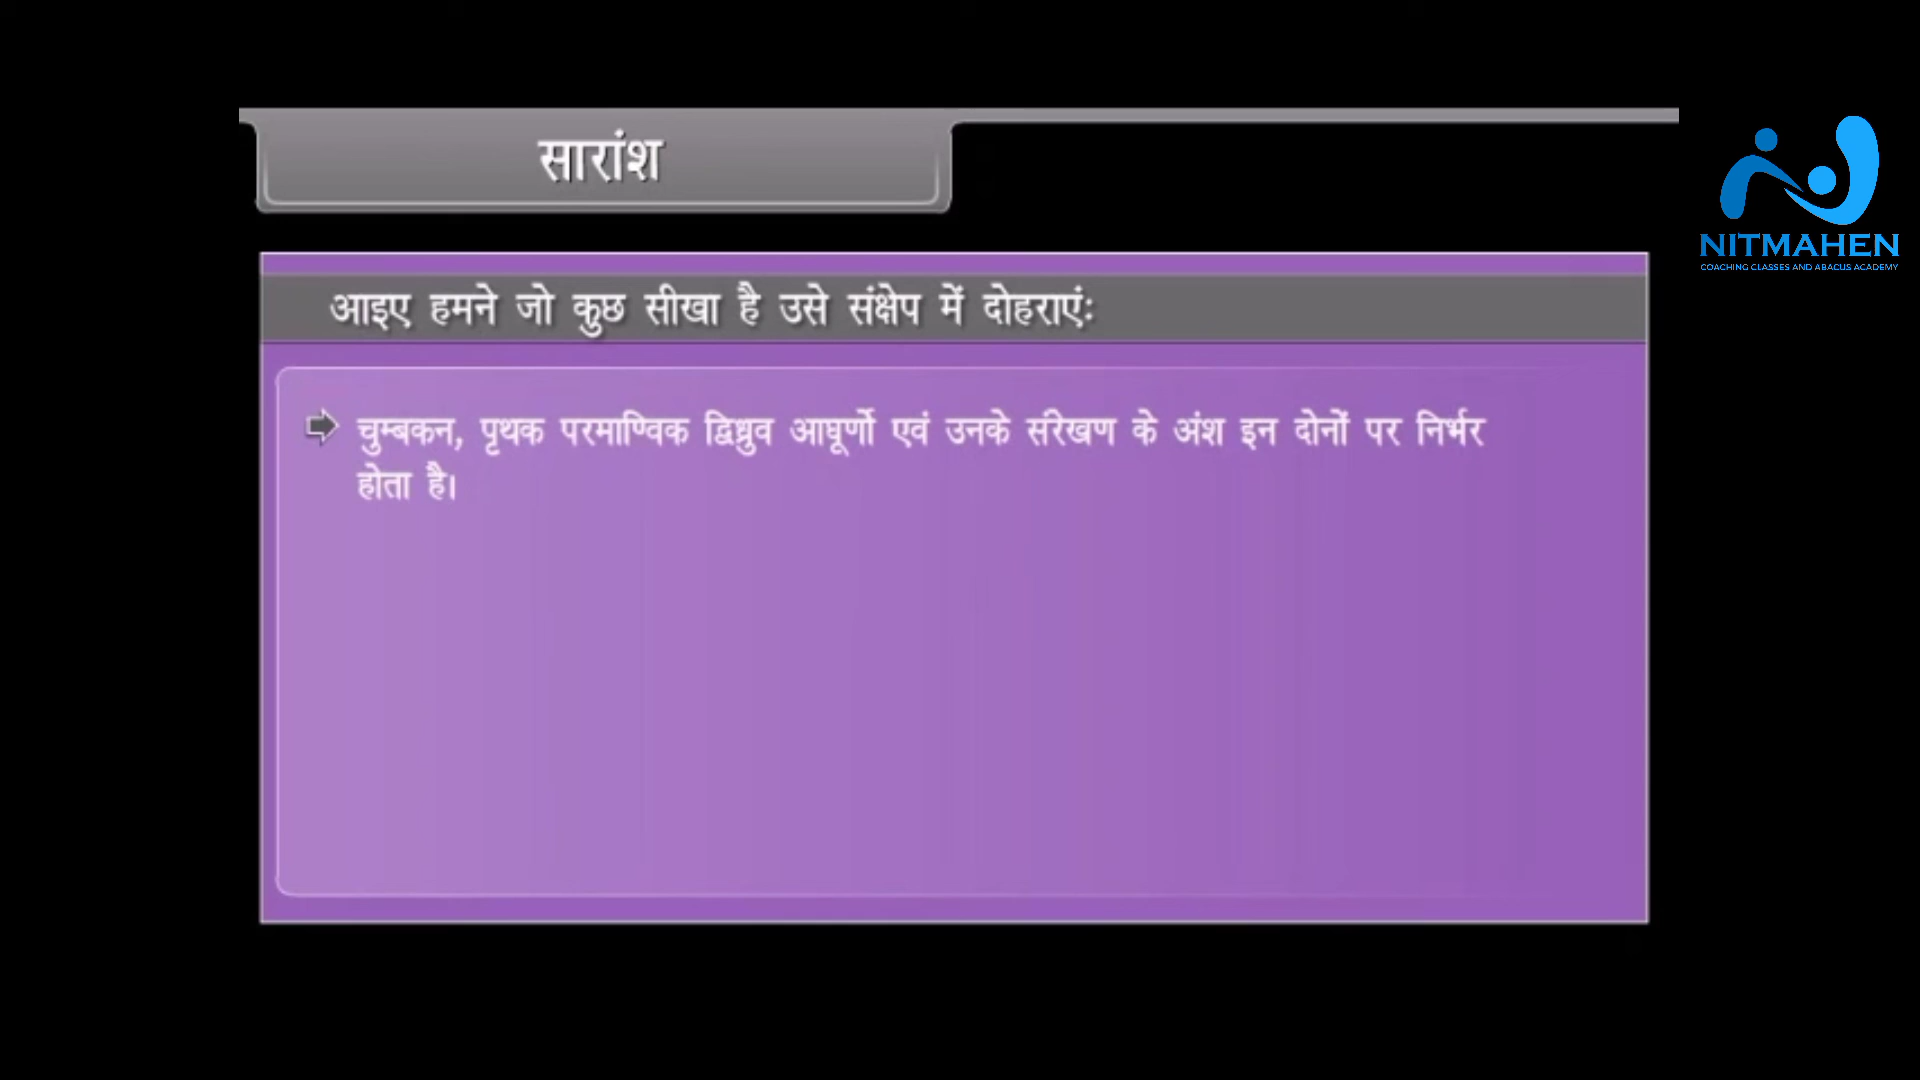 सारांश
NITMAHEN
COACHING CLASSES AND ABACUS ACADEMY
आइए हमने जो कुछ सीखा है उसे संक्षेप में दोहराएं:
चुम्बकन, पृथक परमाण्विक द्विध्रुव आघूर्णो एवं उनके संरेखण के अंश इन दोनों पर निर्भर
होता है।